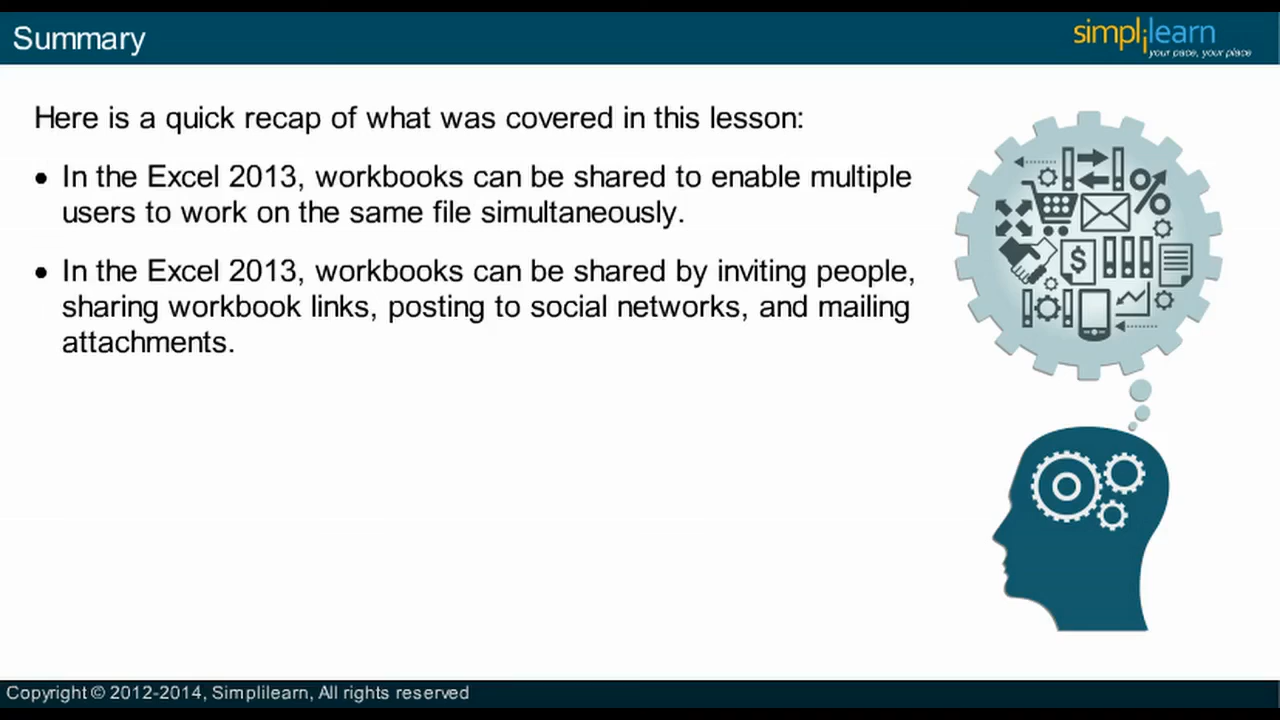 Summary
simplilearn
your pace, your place
Here is a quick recap of what was covered in this lesson:
• In the Excel 2013, workbooks can be shared to enable multiple
users to work on the same file simultaneously.
• In the Excel 2013, workbooks can be shared by inviting people,
sharing workbook links, posting to social networks, and mailing
attachments.
$
Copyright © 2012-2014, Simplilearn, All rights reserved